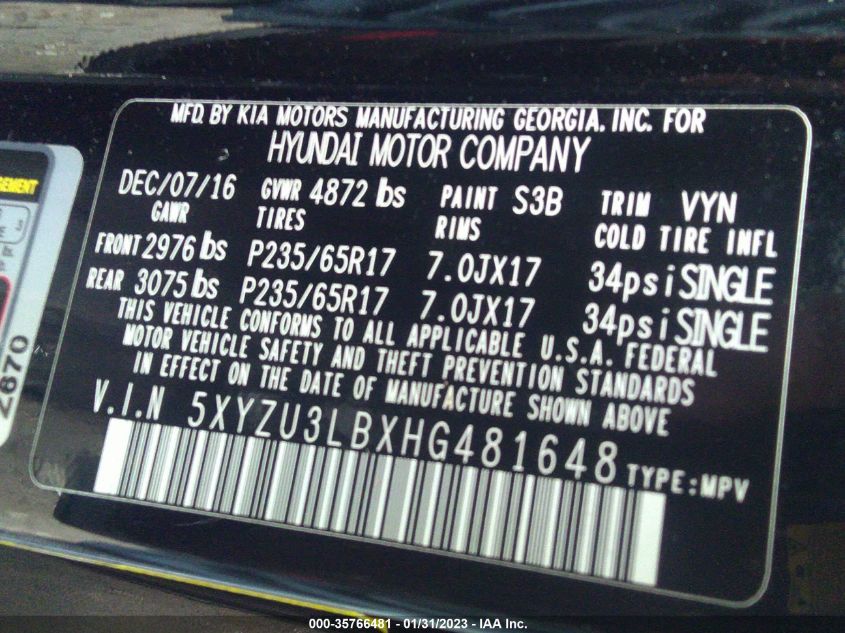 MFD. BY KIA MOTORS MANUFACTURING GEORGIA, INC. FOR
HYUNDAI MOTOR COMPANY
DEC/07/16 GVWR 4872 lbs PAINT S3B TRIM VYN
GAWR TIRES RIMS COLD TIRE INFL
FRONT 2976 lbs P235/65R17 7.0JX17 34psi SINGLE
REAR 3075 lbs P235/65R17 7.0JX17 34psi SINGLE
THIS VEHICLE CONFORMS TO ALL APPLICABLE U.S.A. FEDERAL
MOTOR VEHICLE SAFETY AND THEFT PREVENTION STANDARDS
IN EFFECT ON THE DATE OF MANUFACTURE SHOWN ABOVE
V.I.N 5XYZU3LBXHG481648 TYPE:MPV
000-35766481 - 01/31/2023 - IAA Inc.